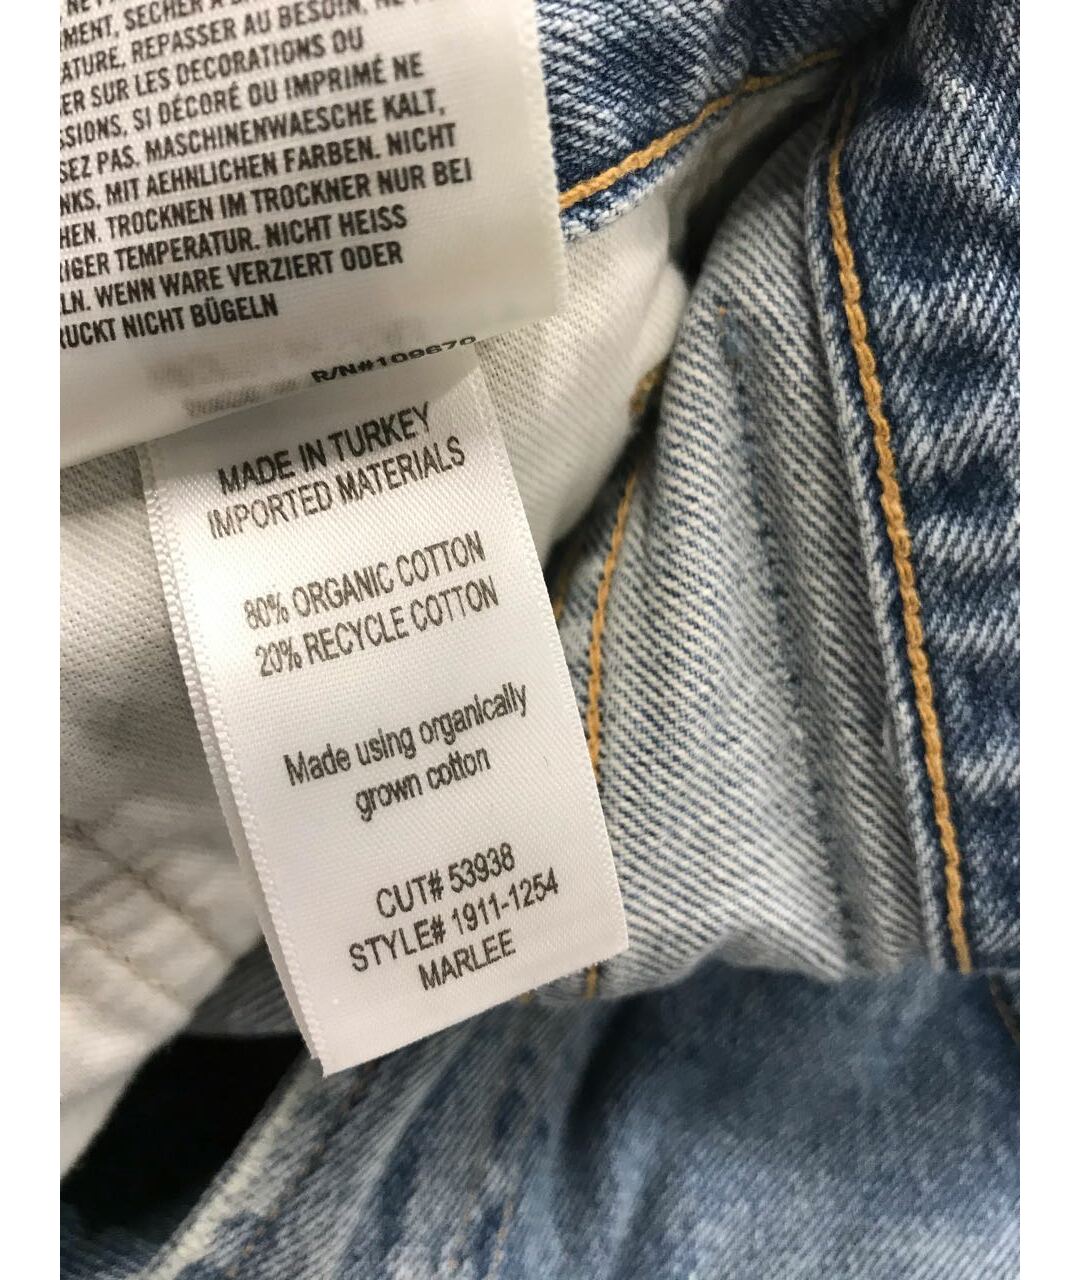 MENT, SÉCHER À
ATURE, REPASSER AU BESOIN, NE
ER SUR LES DECORATIONS OU
SSIONS, SI DÉCORÉ OU IMPRIMÉ NE
SEZ PAS. MASCHINENWAESCHE KALT,
NKS, MIT AEHNLICHEN FARBEN. NICHT
HEN. TROCKNEN IM TROCKNER NUR BEI
RIGER TEMPERATUR. NICHT HEISS
LN. WENN WARE VERZIERT ODER
RUCKT NICHT BÜGELN
R/N#109670
MADE IN TURKEY
IMPORTED MATERIALS
80% ORGANIC COTTON
20% RECYCLE COTTON
Made using organically
grown cotton
CUT# 53938
STYLE# 1911-1254
MARLEE